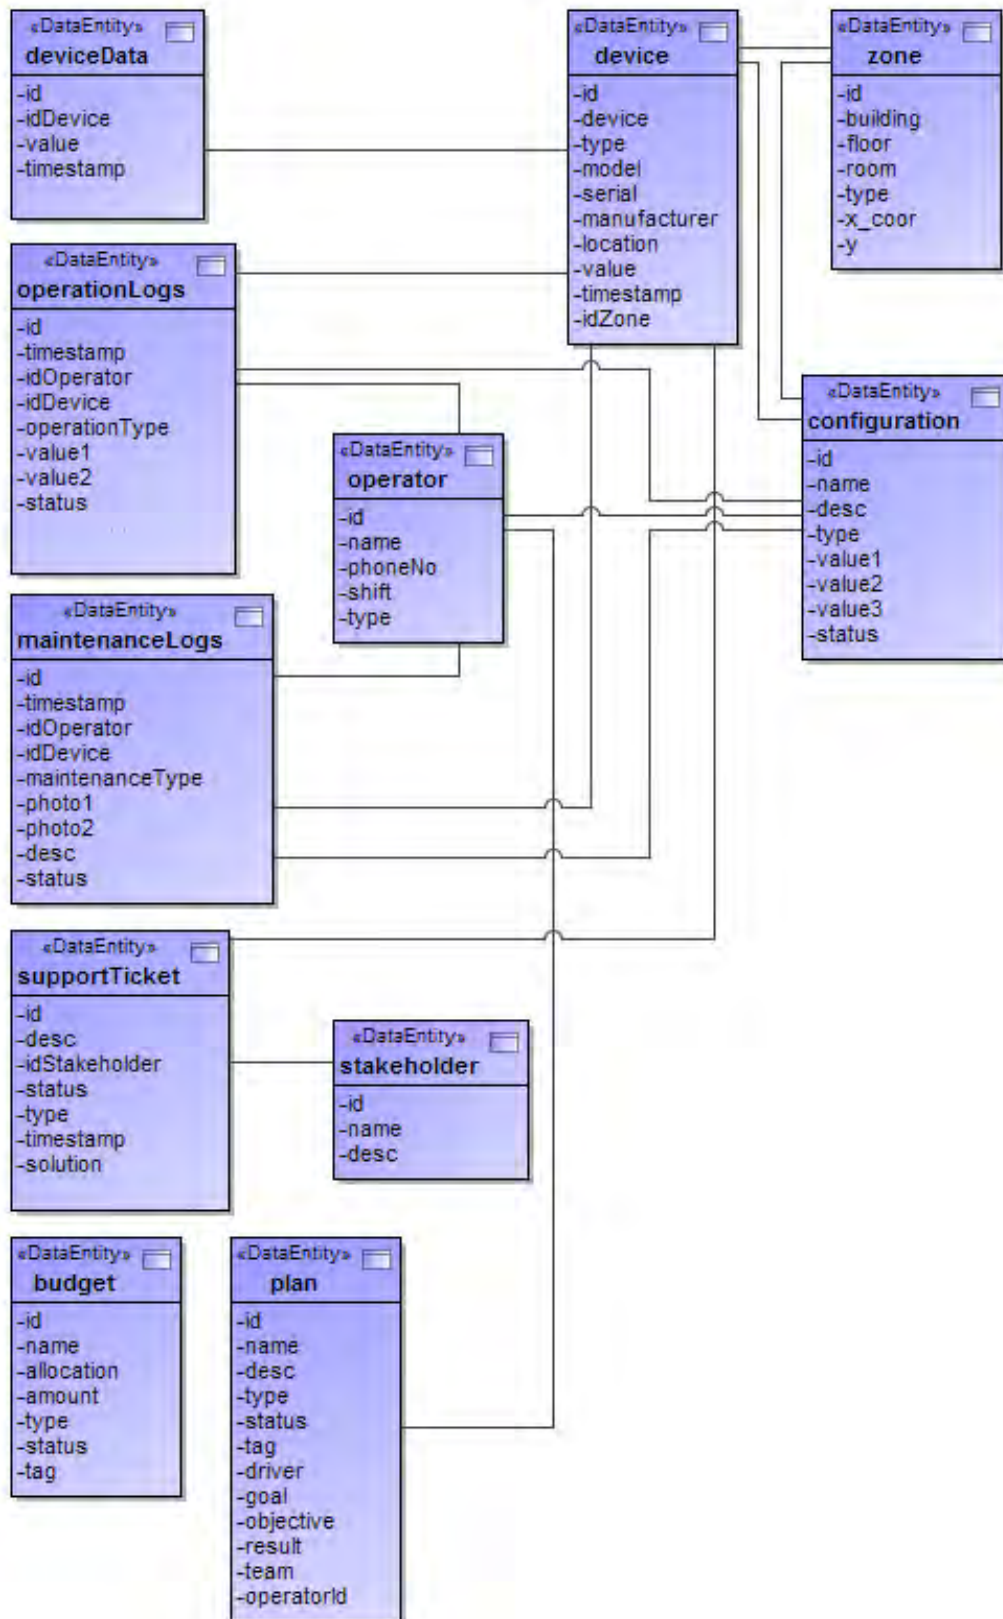 «DataEntity»
deviceData
-id
-idDevice
-value
-timestamp
«DataEntity»
device
-id
-device
-type
-model
-serial
-manufacturer
-location
-value
-timestamp
-idZone
«DataEntity»
zone
-id
-building
-floor
-room
-type
-x_coor
-y
«DataEntity»
operationLogs
-id
-timestamp
-idOperator
-idDevice
-operationType
-value1
-value2
-status
«DataEntity»
operator
-id
-name
-phoneNo
-shift
-type
«DataEntity»
configuration
-id
-name
-desc
-type
-value1
-value2
-value3
-status
«DataEntity»
maintenanceLogs
-id
-timestamp
-idOperator
-idDevice
-maintenanceType
-photo1
-photo2
-desc
-status
«DataEntity»
supportTicket
-id
-desc
-idStakeholder
-status
-type
-timestamp
-solution
«DataEntity»
stakeholder
-id
-name
-desc
«DataEntity»
budget
-id
-name
-allocation
-amount
-type
-status
-tag
«DataEntity»
plan
-id
-name
-desc
-type
-status
-tag
-driver
-goal
-objective
-result
-team
-operatorId